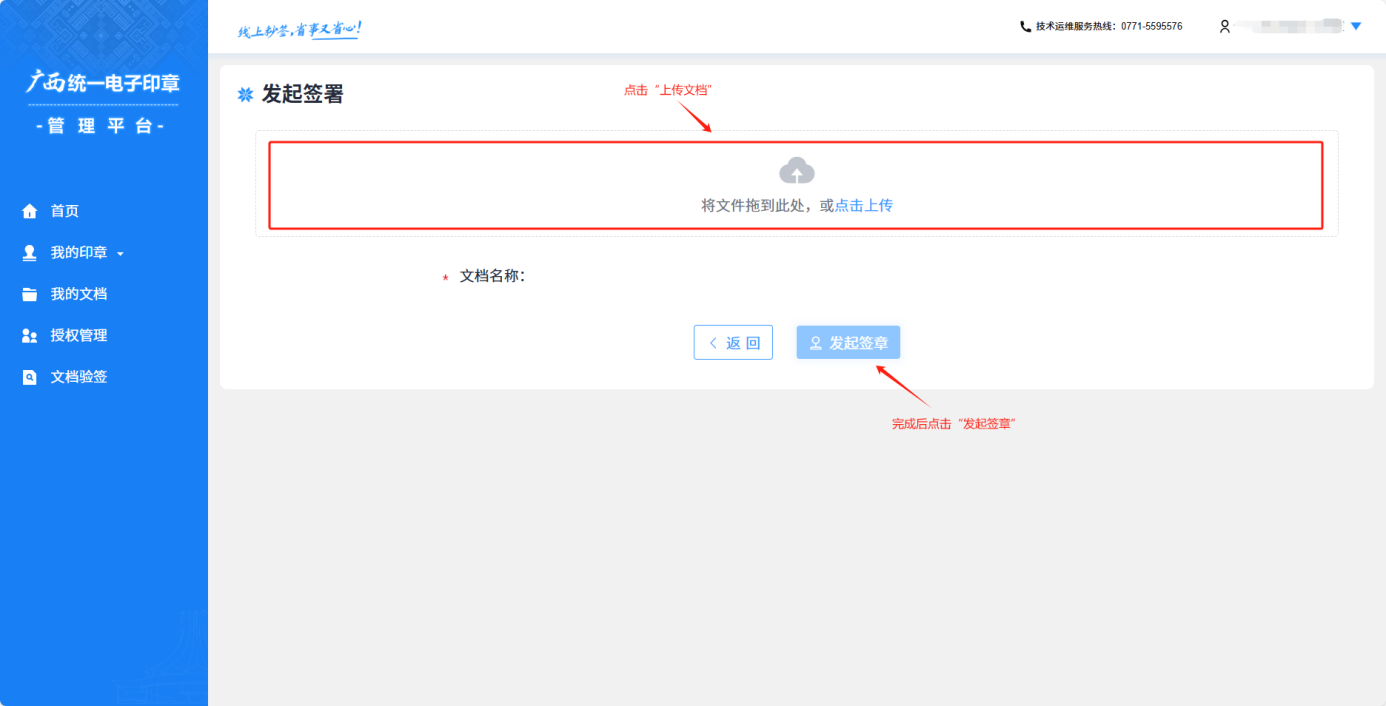 线上秒签,省事又省心!
技术运维服务热线：0771-5595576
广西统一电子印章
-管理平台-
首页
我的印章
我的文档
授权管理
文档验签
发起签署
点击“上传文档”
将文件拖到此处，或点击上传
* 文档名称：
返回
发起签章
完成后点击“发起签章”